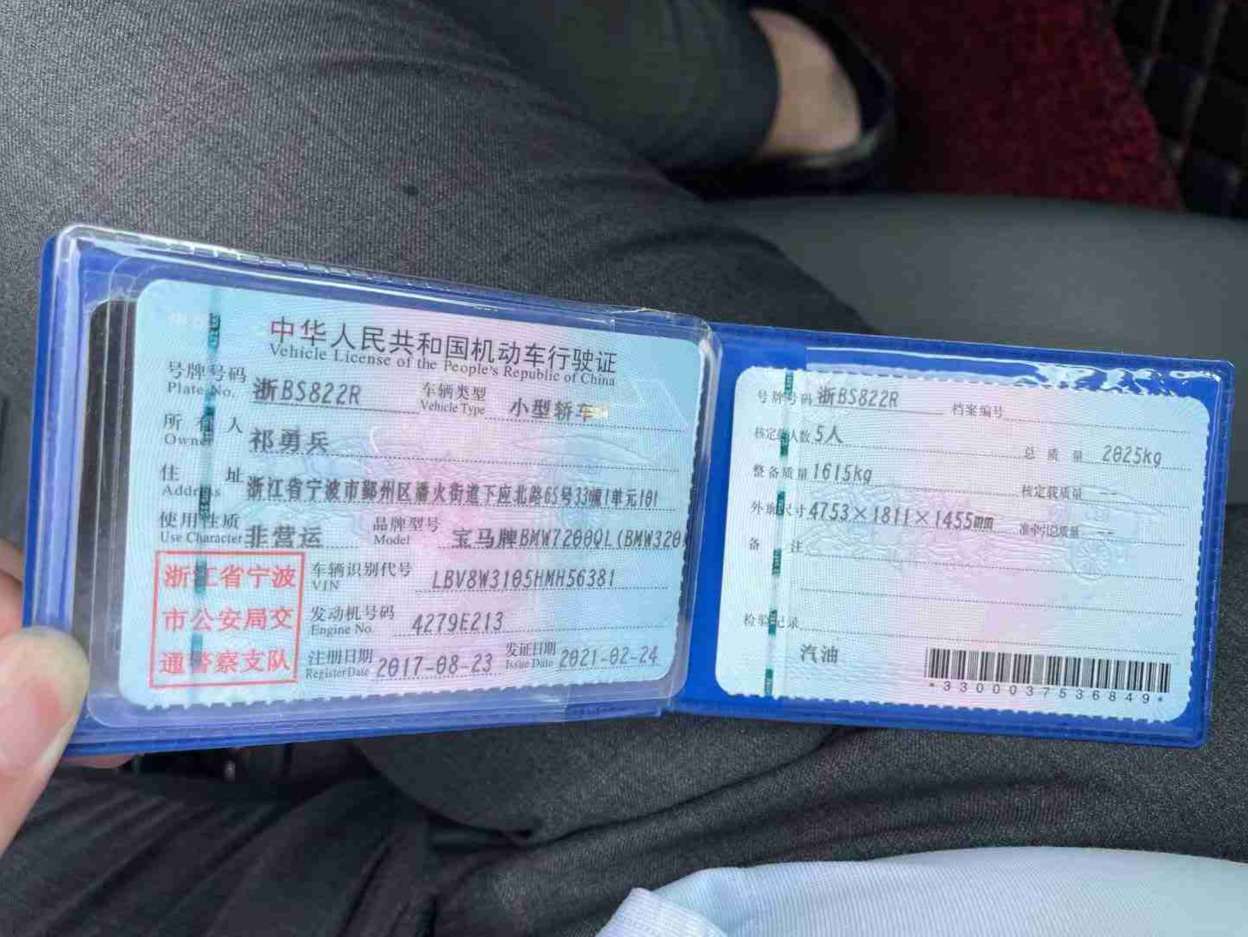 中华人民共和国机动车行驶证
Vehicle License of the People's Republic of China
号牌号码 浙BS822R 车辆类型 小型轿车
Plate No. Vehicle Type
所有人 祁勇兵
Owner
住址 浙江省宁波市鄞州区潘火街道下应北路65号33幢1单元101
Address
使用性质 非营运 品牌型号 宝马牌BMW7200QL(BMW320
Use Character Model
浙江省宁波
市公安局交
通警察支队
车辆识别代号 LBV8W3105HMH56381
VIN
发动机号码 4279E213
Engine No.
注册日期 2017-08-23 发证日期 2021-02-24
Register Date Issue Date
号牌号码 浙BS822R 档案编号
核定载人数 5人 总质量 2025kg
整备质量 1615kg 核定载质量 --
外廓尺寸 4753×1811×1455mm 准牵引总质量 --
备注
检验记录
汽油
*3300037536849*